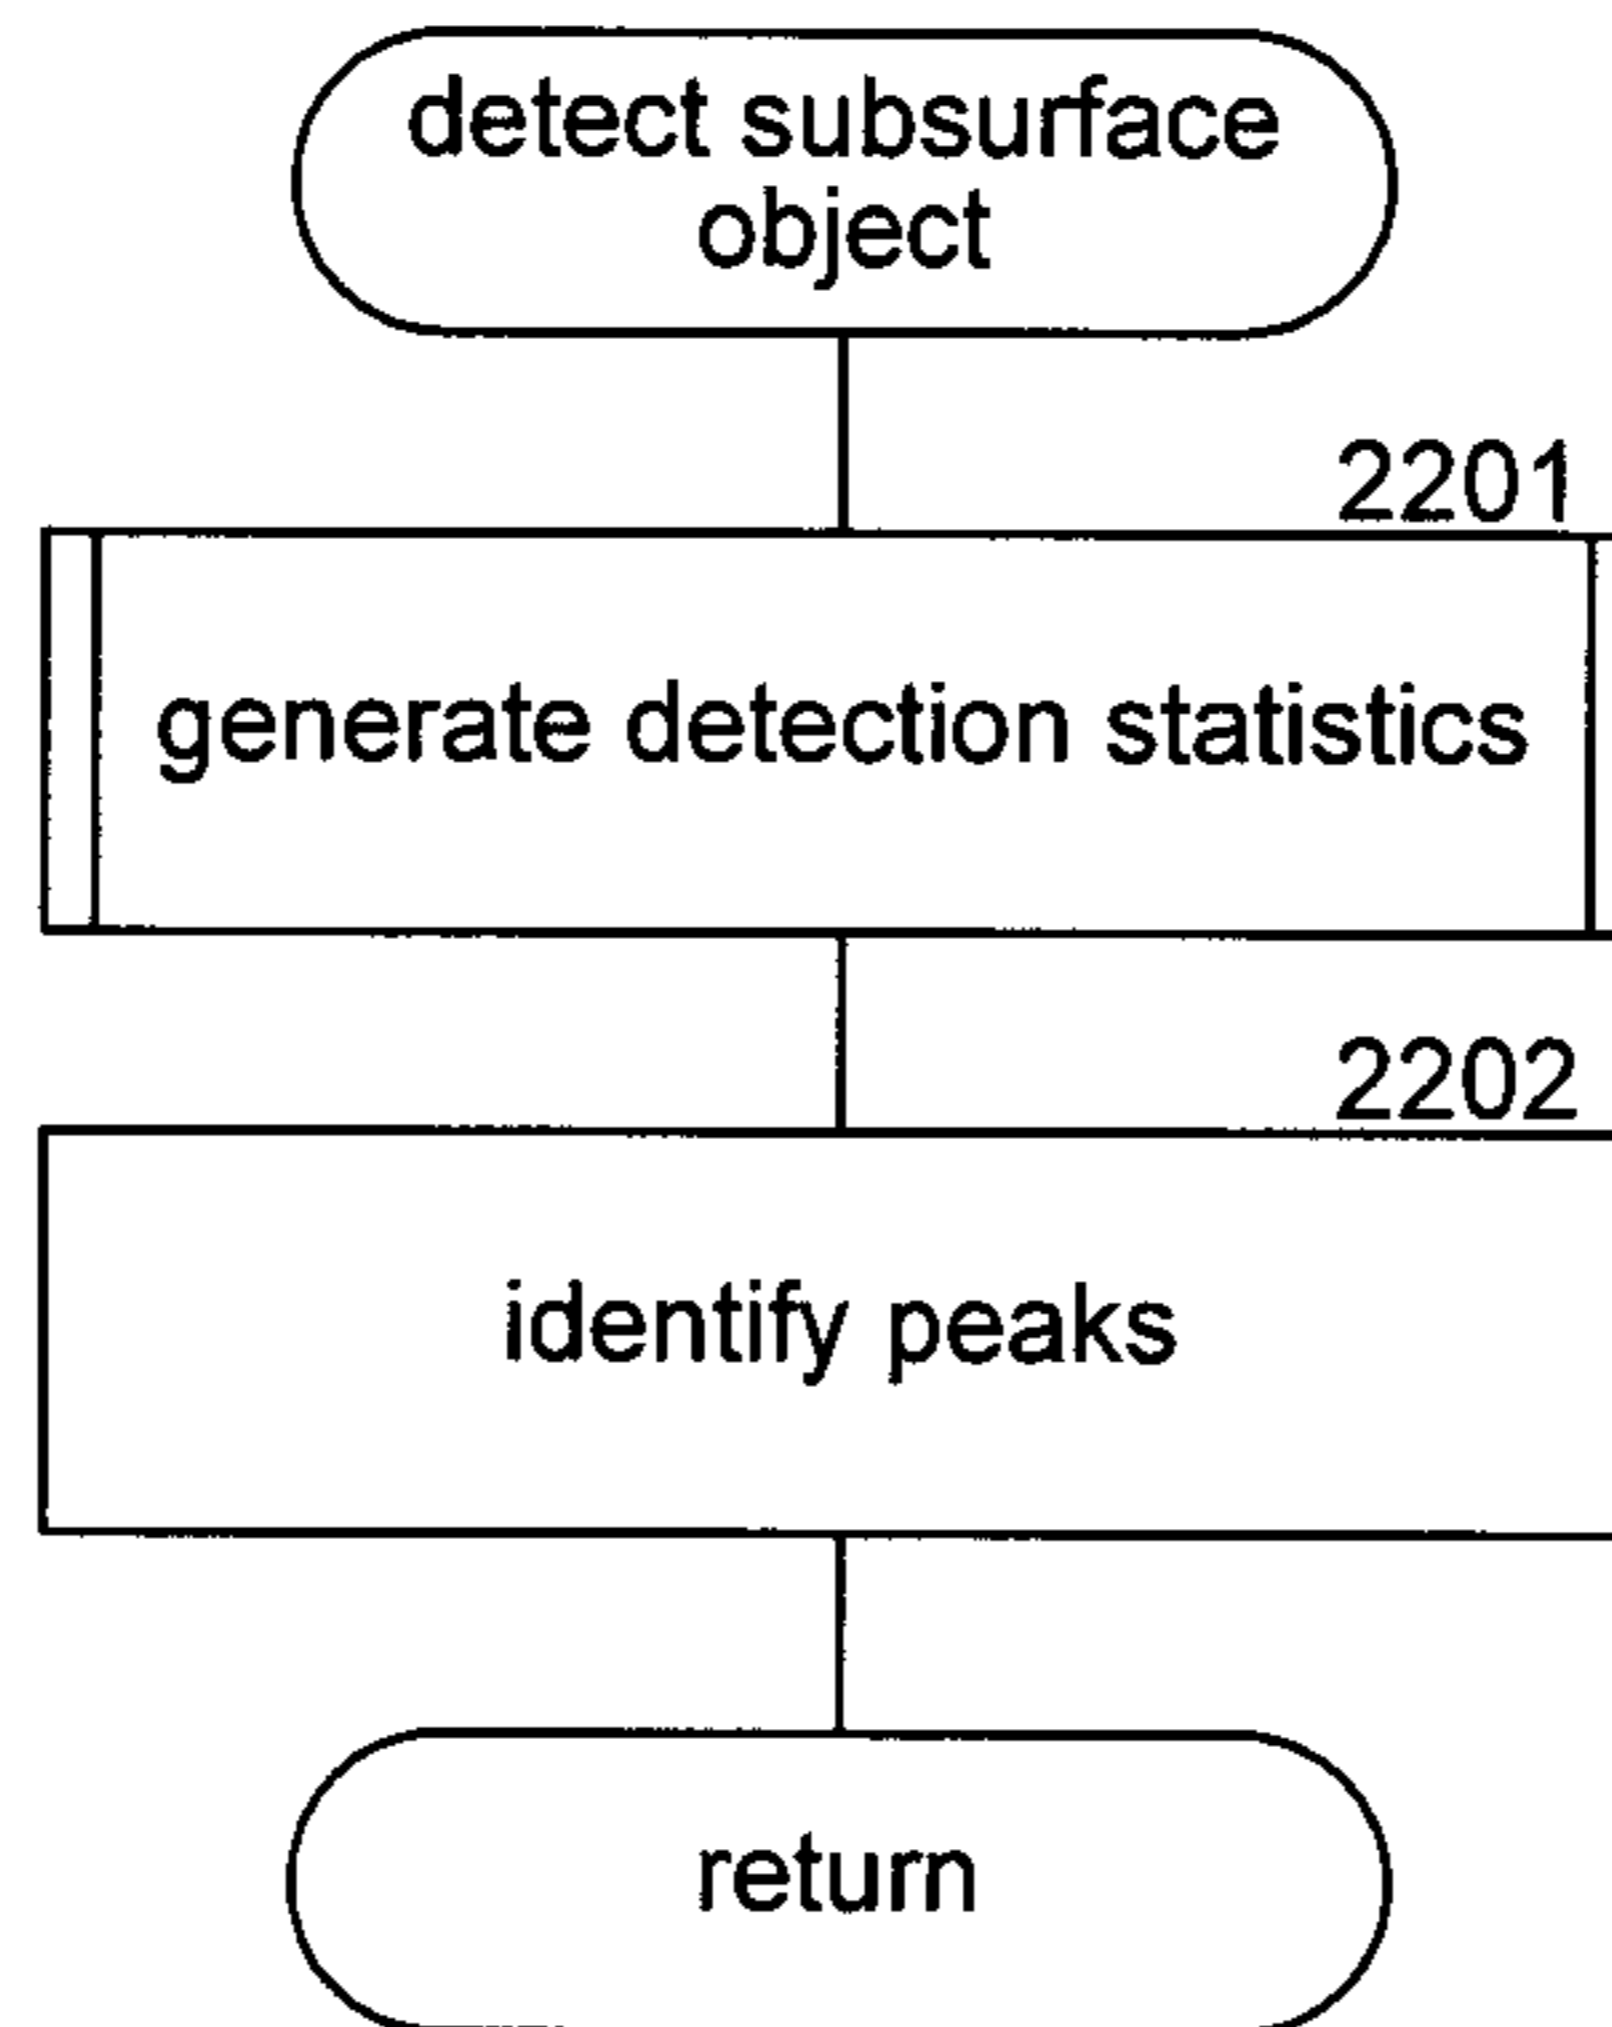 detect subsurface
object
2201
generate detection statistics
2202
identify peaks
return